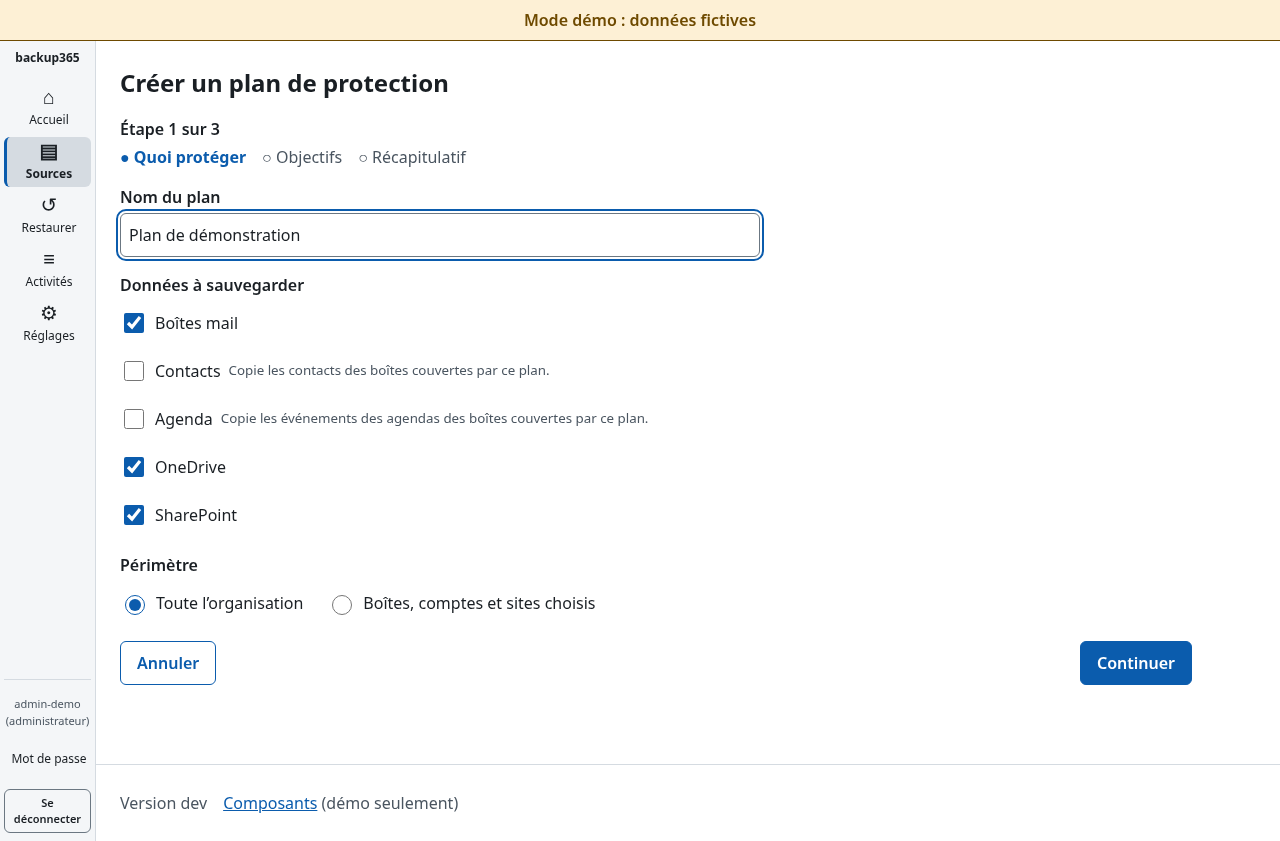 Mode démo : données fictives
backup365
Accueil
Sources
Restaurer
Activités
Réglages
admin-demo
(administrateur)
Mot de passe
Se
déconnecter
Créer un plan de protection
Étape 1 sur 3
● Quoi protéger ○ Objectifs ○ Récapitulatif
Nom du plan
Plan de démonstration
Données à sauvegarder
Boîtes mail
Contacts Copie les contacts des boîtes couvertes par ce plan.
Agenda Copie les événements des agendas des boîtes couvertes par ce plan.
OneDrive
SharePoint
Périmètre
Toute l’organisation Boîtes, comptes et sites choisis
Annuler Continuer
Version dev Composants (démo seulement)